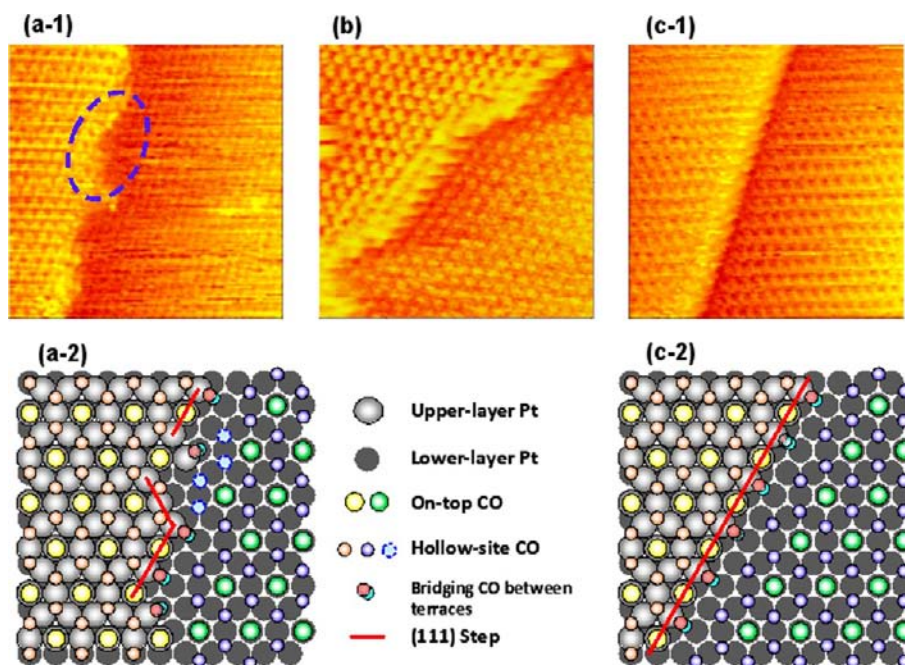 (a-1)
(b)
(c-1)
(a-2)
(c-2)
Upper-layer Pt
Lower-layer Pt
On-top CO
Hollow-site CO
Bridging CO between
terraces
(111) Step